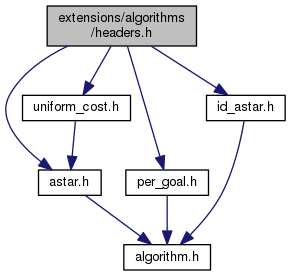 extensions/algorithms
/headers.h
uniform_cost.h
id_astar.h
astar.h
per_goal.h
algorithm.h